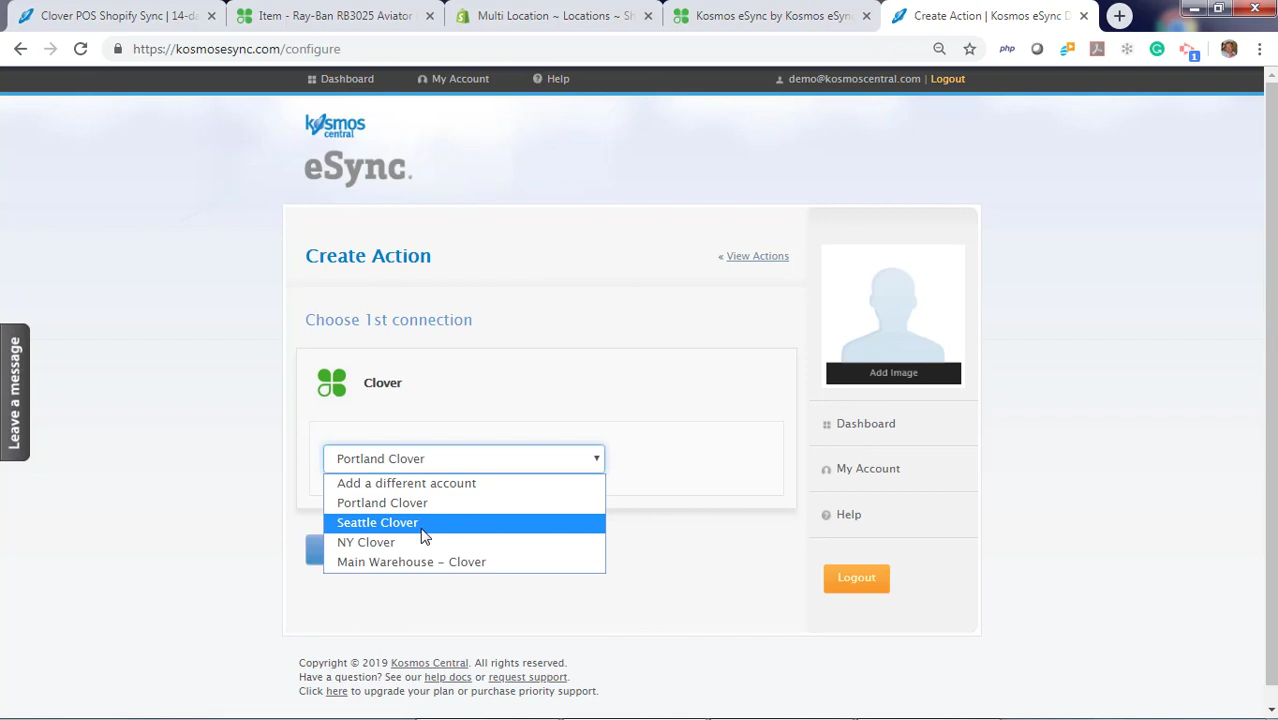 Clover POS Shopify Sync | 14-da
Item - Ray-Ban RB3025 Aviator
Multi Location ~ Locations ~ Sh
Kosmos eSync by Kosmos eSyne
Create Action | Kosmos eSync D
https://kosmosesync.com/configure
php
1
Dashboard
My Account
Help
demo@kosmoscentral.com | Logout
kosmos
central
eSync.
Create Action
« View Actions
Choose 1st connection
Clover
Portland Clover
Add a different account
Portland Clover
Seattle Clover
NY Clover
Main Warehouse – Clover
Add Image
Dashboard
My Account
Help
Logout
Leave a message
Copyright © 2019 Kosmos Central. All rights reserved.
Have a question? See our help docs or request support.
Click here to upgrade your plan or purchase priority support.